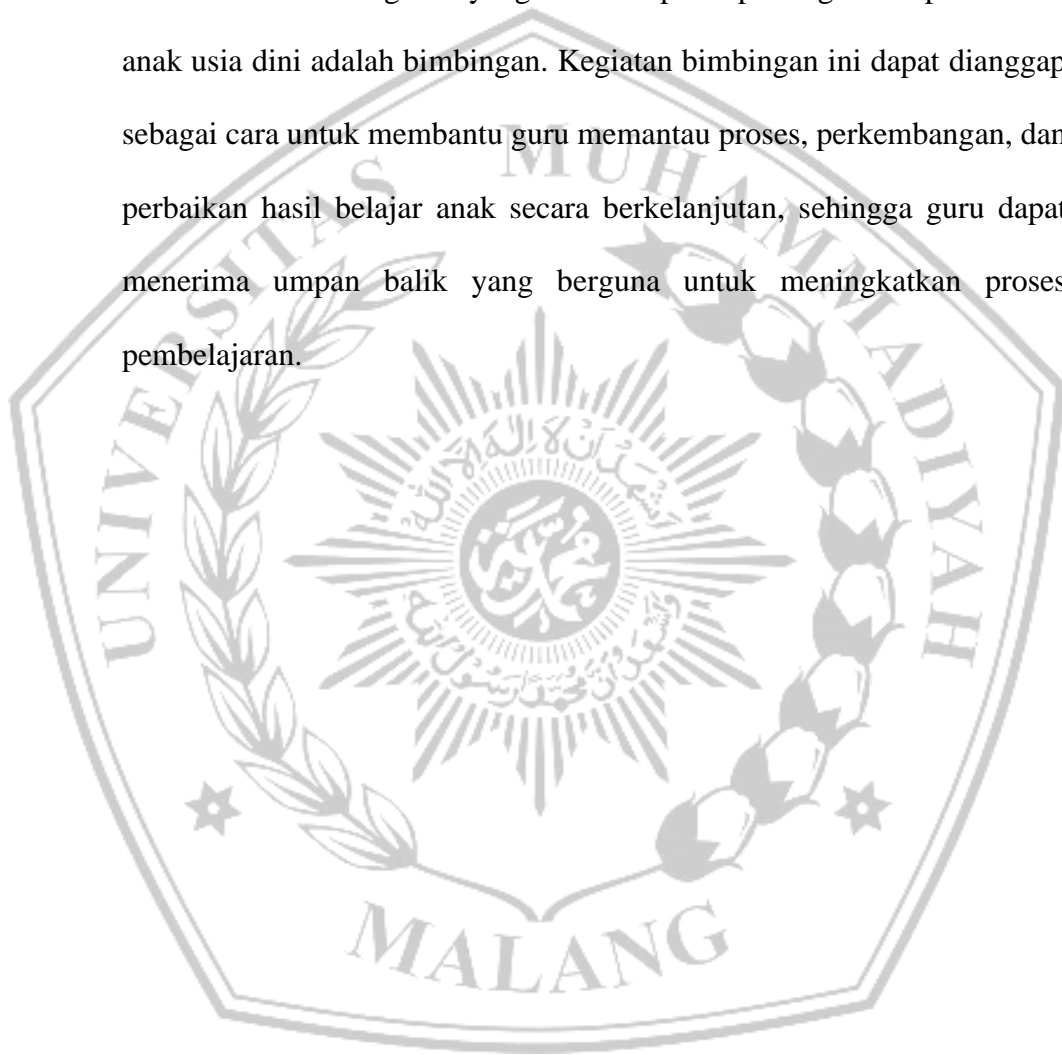 anak usia dini adalah bimbingan. Kegiatan bimbingan ini dapat dianggap
sebagai cara untuk membantu guru memantau proses, perkembangan, dan
perbaikan hasil belajar anak secara berkelanjutan, sehingga guru dapat
menerima umpan balik yang berguna untuk meningkatkan proses
pembelajaran.
UNIVERSITAS MUHAMMADIYAH
MALANG